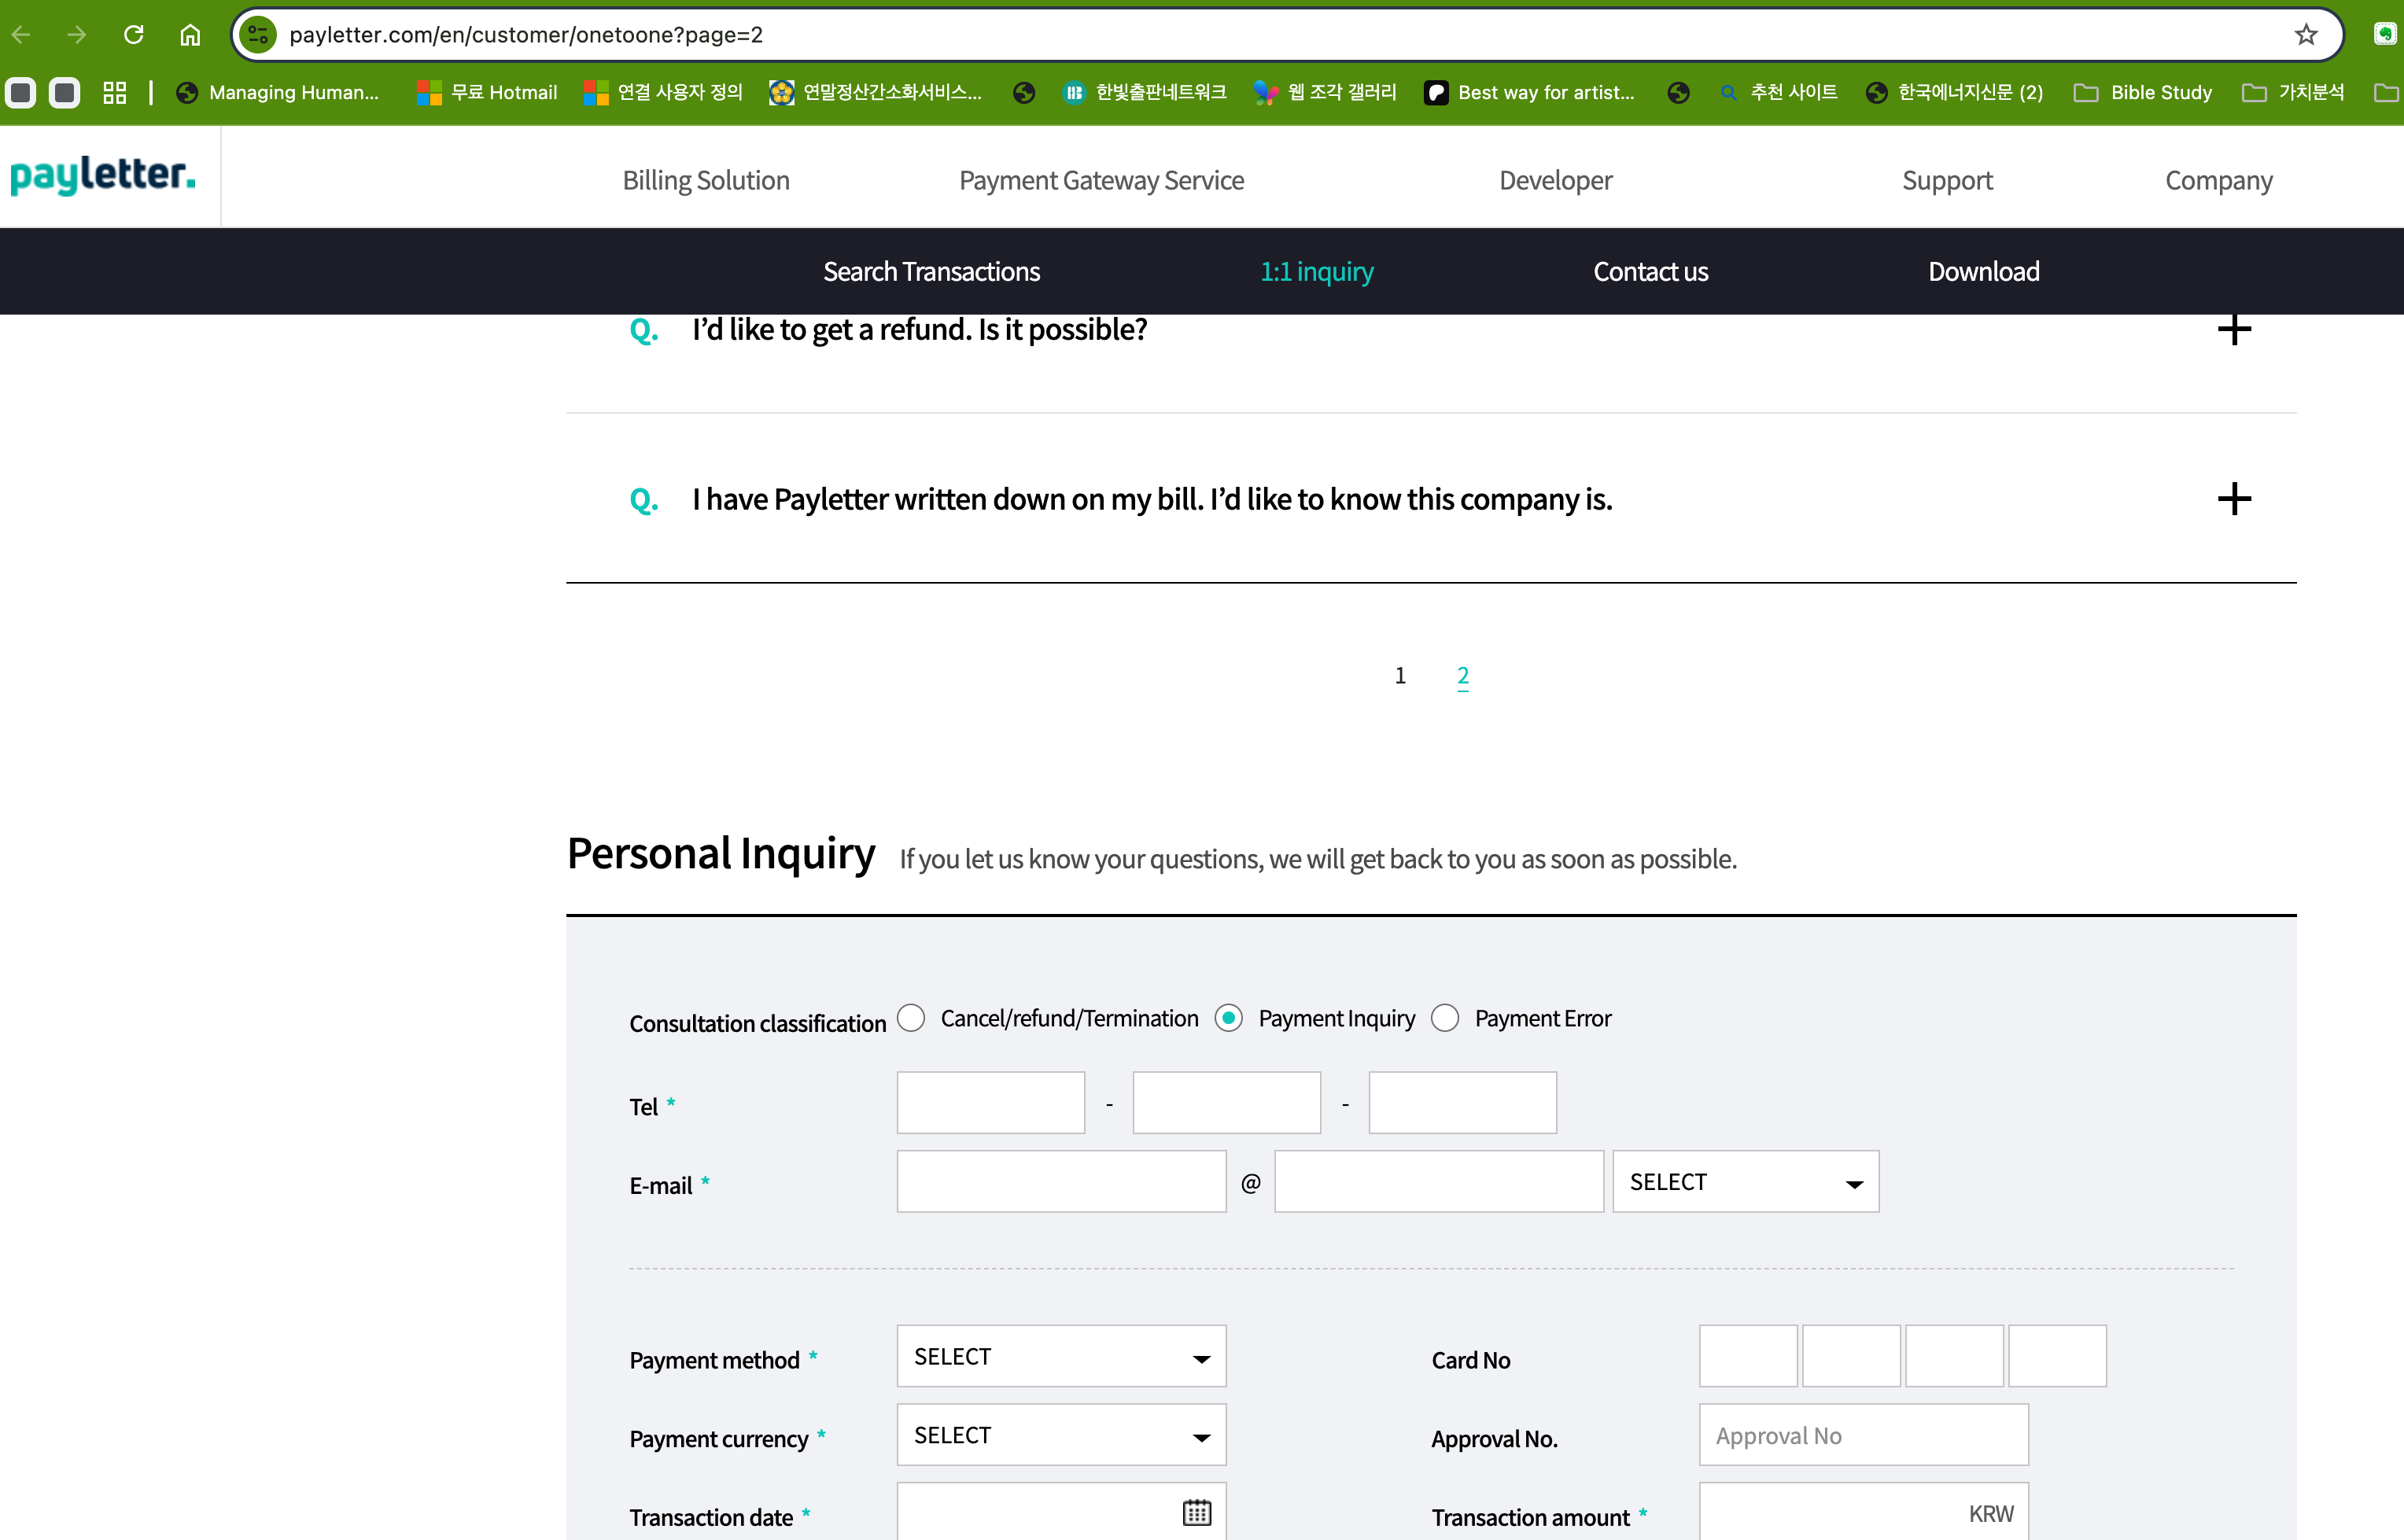 payletter.com/en/customer/onetoone?page=2
Managing Human... 무료 Hotmail 연결 사용자 정의 연말정산간소화서비스... 한빛출판네트워크 웹 조각 갤러리 Best way for artist... 추천 사이트 한국에너지신문 (2) Bible Study 가치분석
payletter.
Billing Solution Payment Gateway Service Developer Support Company
Search Transactions 1:1 inquiry Contact us Download
Q. I’d like to get a refund. Is it possible?
Q. I have Payletter written down on my bill. I’d like to know this company is.
1 2
Personal Inquiry If you let us know your questions, we will get back to you as soon as possible.
Consultation classification Cancel/refund/Termination Payment Inquiry Payment Error
Tel * - -
E-mail * @ SELECT
Payment method * SELECT Card No
Payment currency * SELECT Approval No. Approval No
Transaction date * Transaction amount * KRW